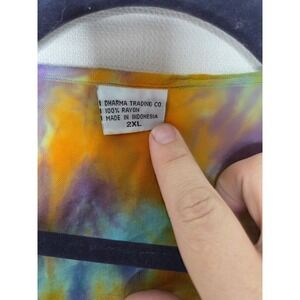 DHARMA TRADING CO.
100% RAYON
MADE IN INDONESIA
2XL